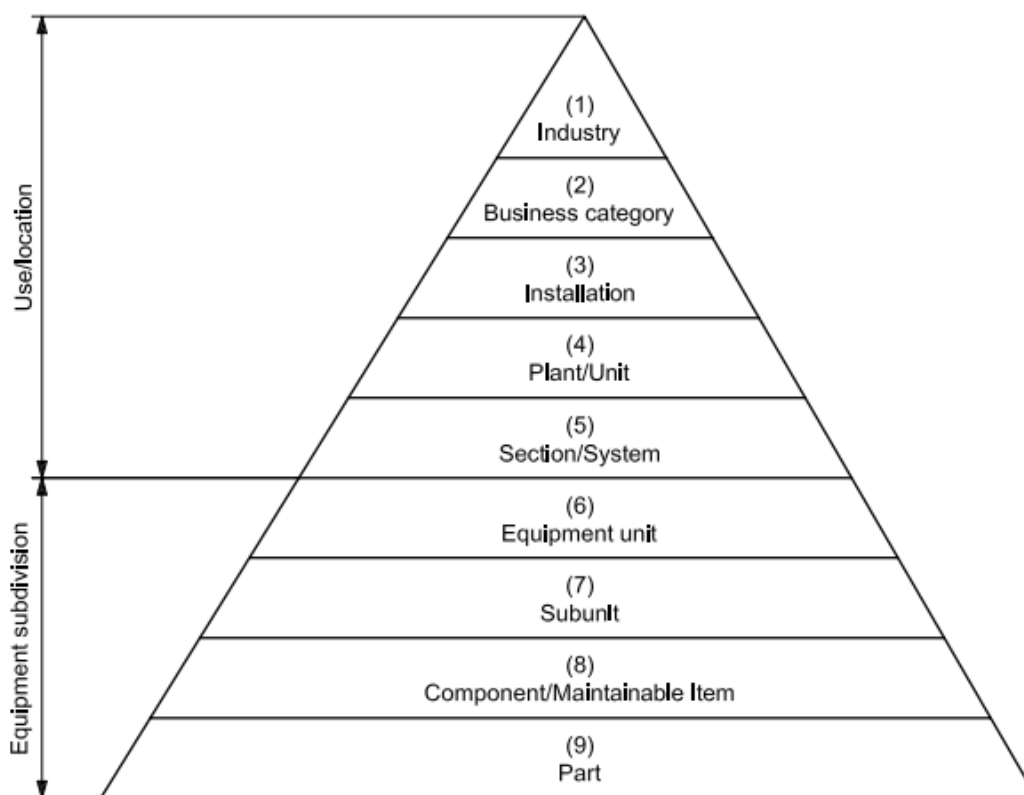 Use/location
Equipment subdivision
(1)
Industry
(2)
Business category
(3)
Installation
(4)
Plant/Unit
(5)
Section/System
(6)
Equipment unit
(7)
Subunit
(8)
Component/Maintainable Item
(9)
Part